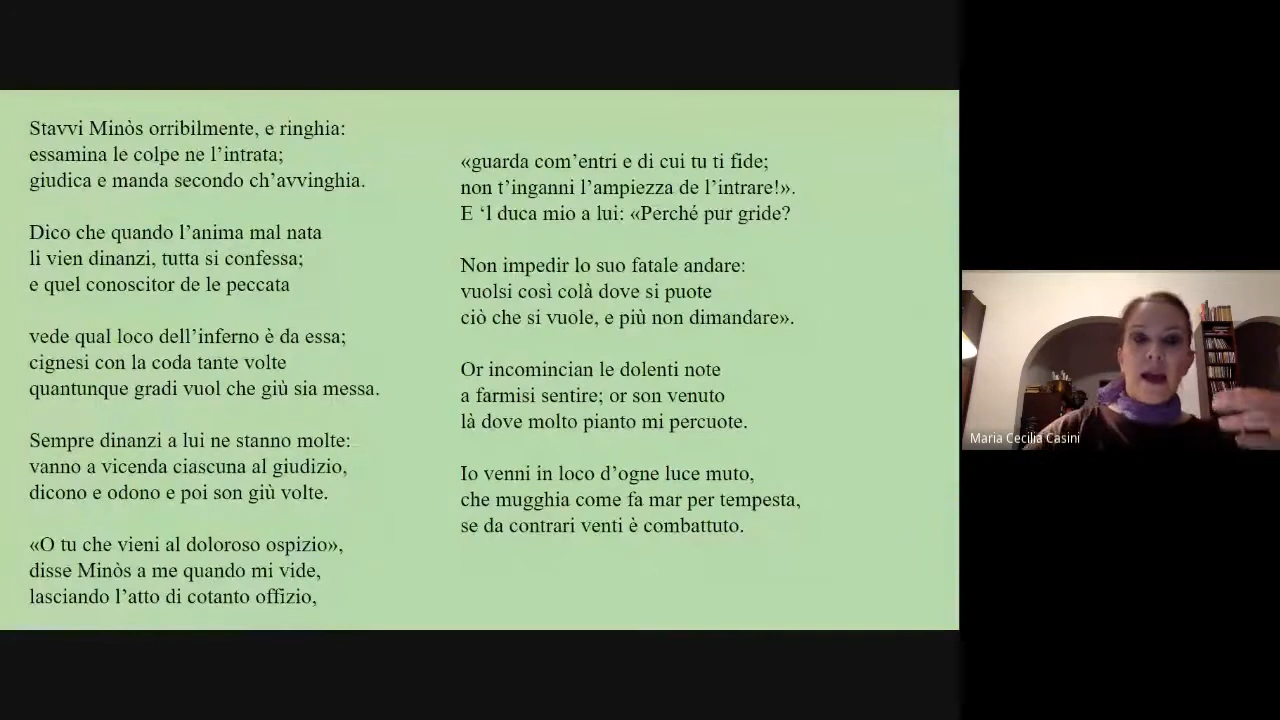 Stavvi Minòs orribilmente, e ringhia:
essamina le colpe ne l’intrata;
giudica e manda secondo ch’avvinghia.
Dico che quando l’anima mal nata
li vien dinanzi, tutta si confessa;
e quel conoscitor de le peccata
vede qual loco dell’inferno è da essa;
cignesi con la coda tante volte
quantunque gradi vuol che giù sia messa.
Sempre dinanzi a lui ne stanno molte:
vanno a vicenda ciascuna al giudizio,
dicono e odono e poi son giù volte.
«O tu che vieni al doloroso ospizio»,
disse Minòs a me quando mi vide,
lasciando l’atto di cotanto offizio,
«guarda com’entri e di cui tu ti fide;
non t’inganni l’ampiezza de l’intrare!».
E ‘l duca mio a lui: «Perché pur gride?
Non impedir lo suo fatale andare:
vuolsi così colà dove si puote
ciò che si vuole, e più non dimandare».
Or incomincian le dolenti note
a farmisi sentire; or son venuto
là dove molto pianto mi percuote.
Io venni in loco d’ogne luce muto,
che mugghia come fa mar per tempesta,
se da contrari venti è combattuto.
Maria Cecilia Casini